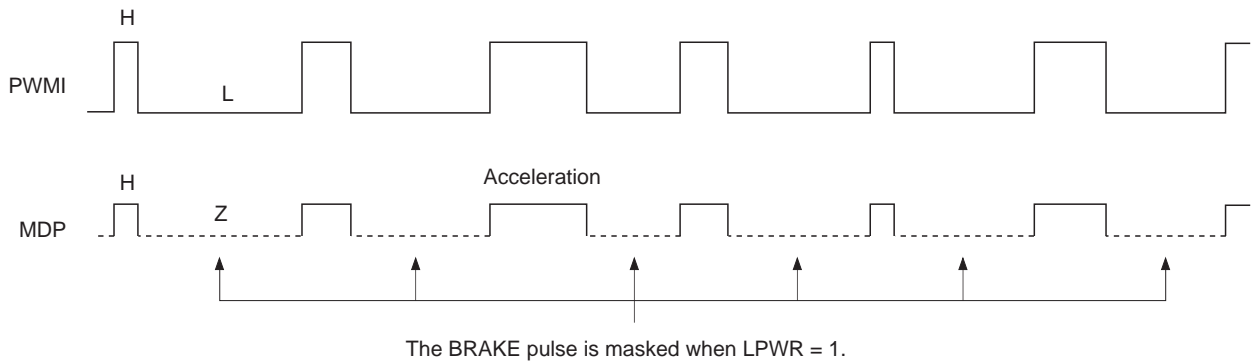 H
PWMI
L
Acceleration
H
Z
MDP
The BRAKE pulse is masked when LPWR = 1.